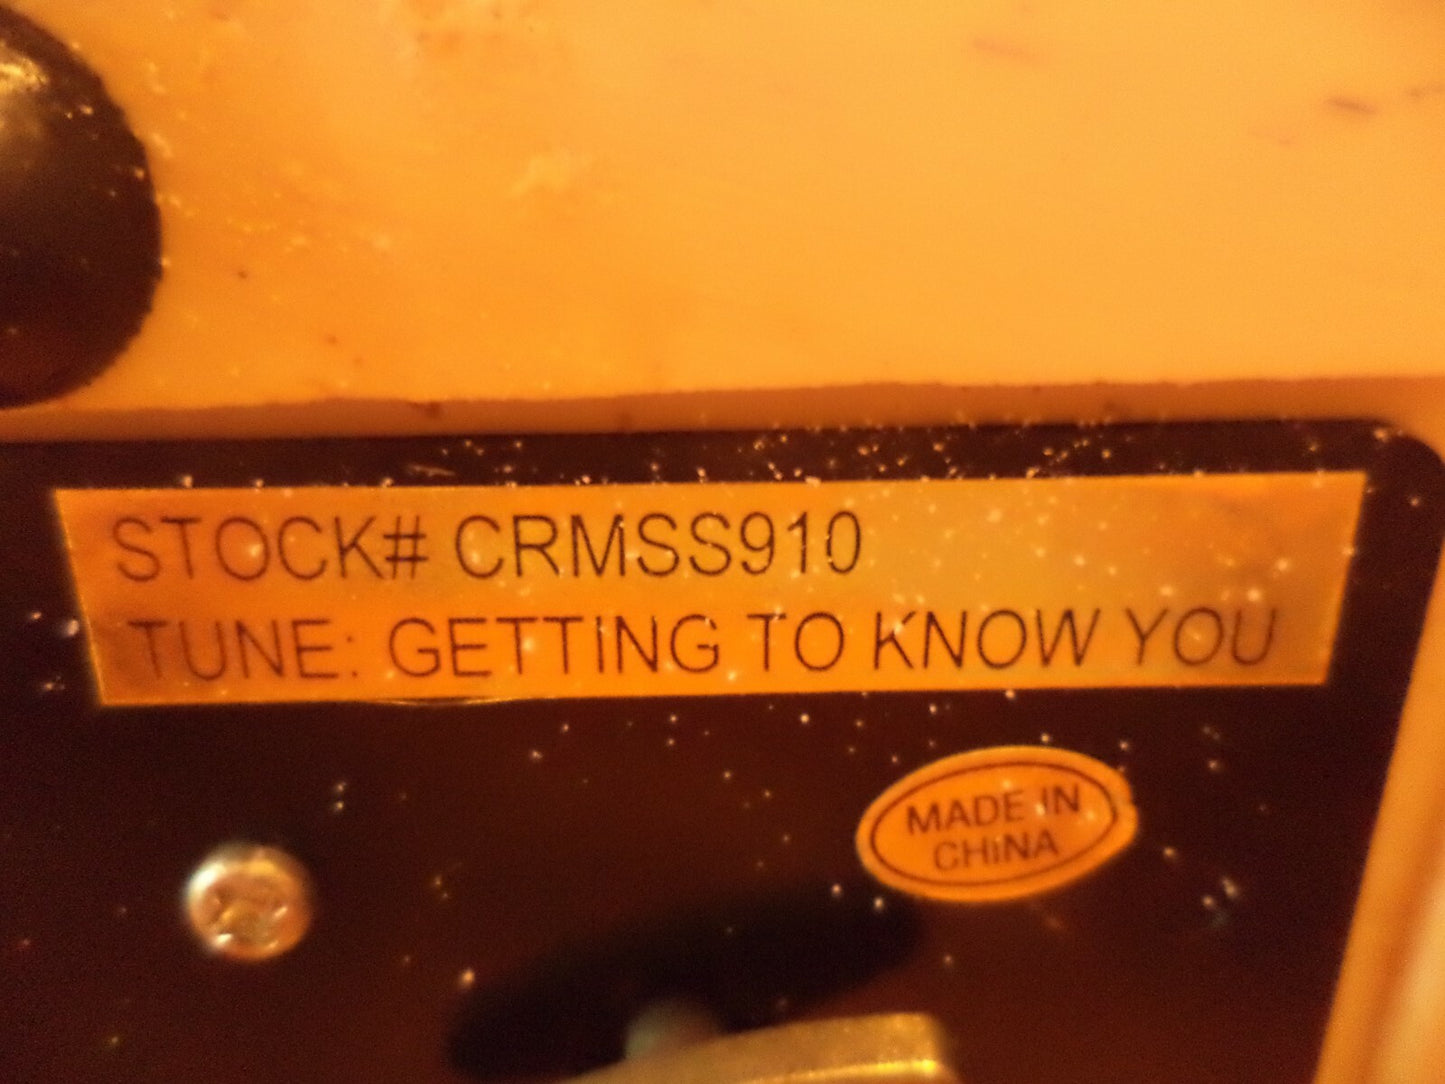 STOCK# CRMSS910
TUNE: GETTING TO KNOW YOU
MADE IN
CHINA